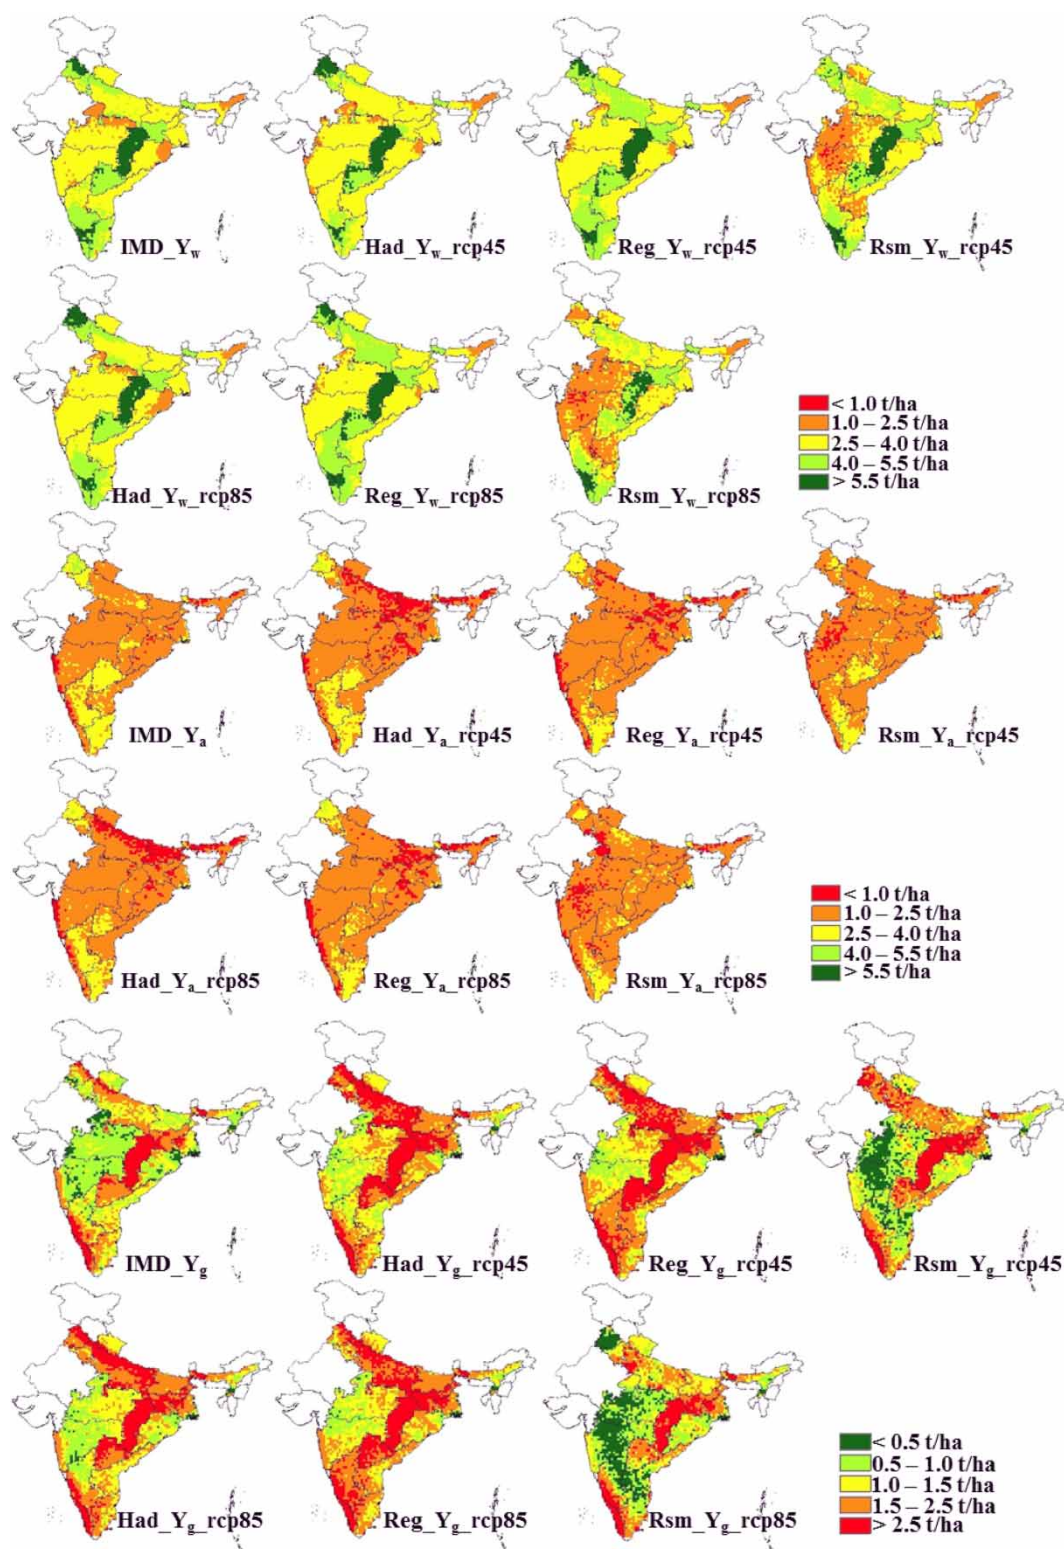 IMD_Yw Had_Yw_rcp45 Reg_Yw_rcp45 Rsm_Yw_rcp45
< 1.0 t/ha
1.0 – 2.5 t/ha
2.5 – 4.0 t/ha
4.0 – 5.5 t/ha
> 5.5 t/ha
Had_Yw_rcp85 Reg_Yw_rcp85 Rsm_Yw_rcp85
IMD_Ya Had_Ya_rcp45 Reg_Ya_rcp45 Rsm_Ya_rcp45
< 1.0 t/ha
1.0 – 2.5 t/ha
2.5 – 4.0 t/ha
4.0 – 5.5 t/ha
> 5.5 t/ha
Had_Ya_rcp85 Reg_Ya_rcp85 Rsm_Ya_rcp85
IMD_Yg Had_Yg_rcp45 Reg_Yg_rcp45 Rsm_Yg_rcp45
< 0.5 t/ha
0.5 – 1.0 t/ha
1.0 – 1.5 t/ha
1.5 – 2.5 t/ha
> 2.5 t/ha
Had_Yg_rcp85 Reg_Yg_rcp85 Rsm_Yg_rcp85